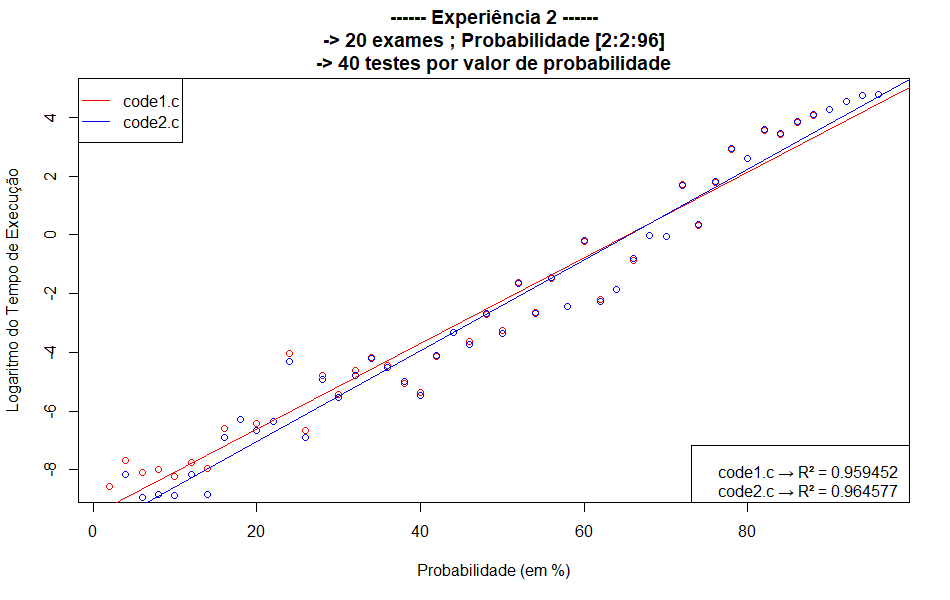 ------ Experiência 2 ------
-> 20 exames ; Probabilidade [2:2:96]
-> 40 testes por valor de probabilidade
code1.c
code2.c
Logaritmo do Tempo de Execução
4
2
0
-2
-4
-6
-8
code1.c → R² = 0.959452
code2.c → R² = 0.964577
0 20 40 60 80
Probabilidade (em %)